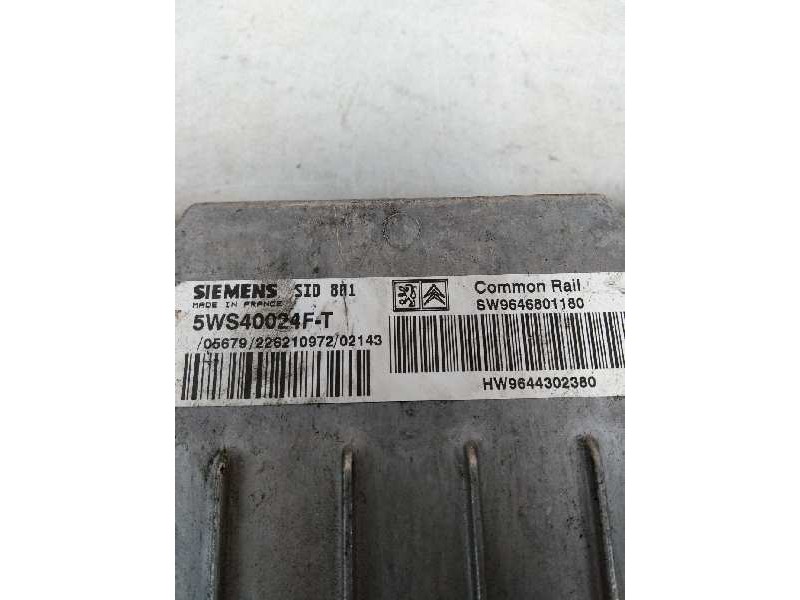 SIEMENS SID 801
MADE IN FRANCE
5WS40024F-T
/05679/226210972/02143
Common Rail
SW9646801180
HW9644302380